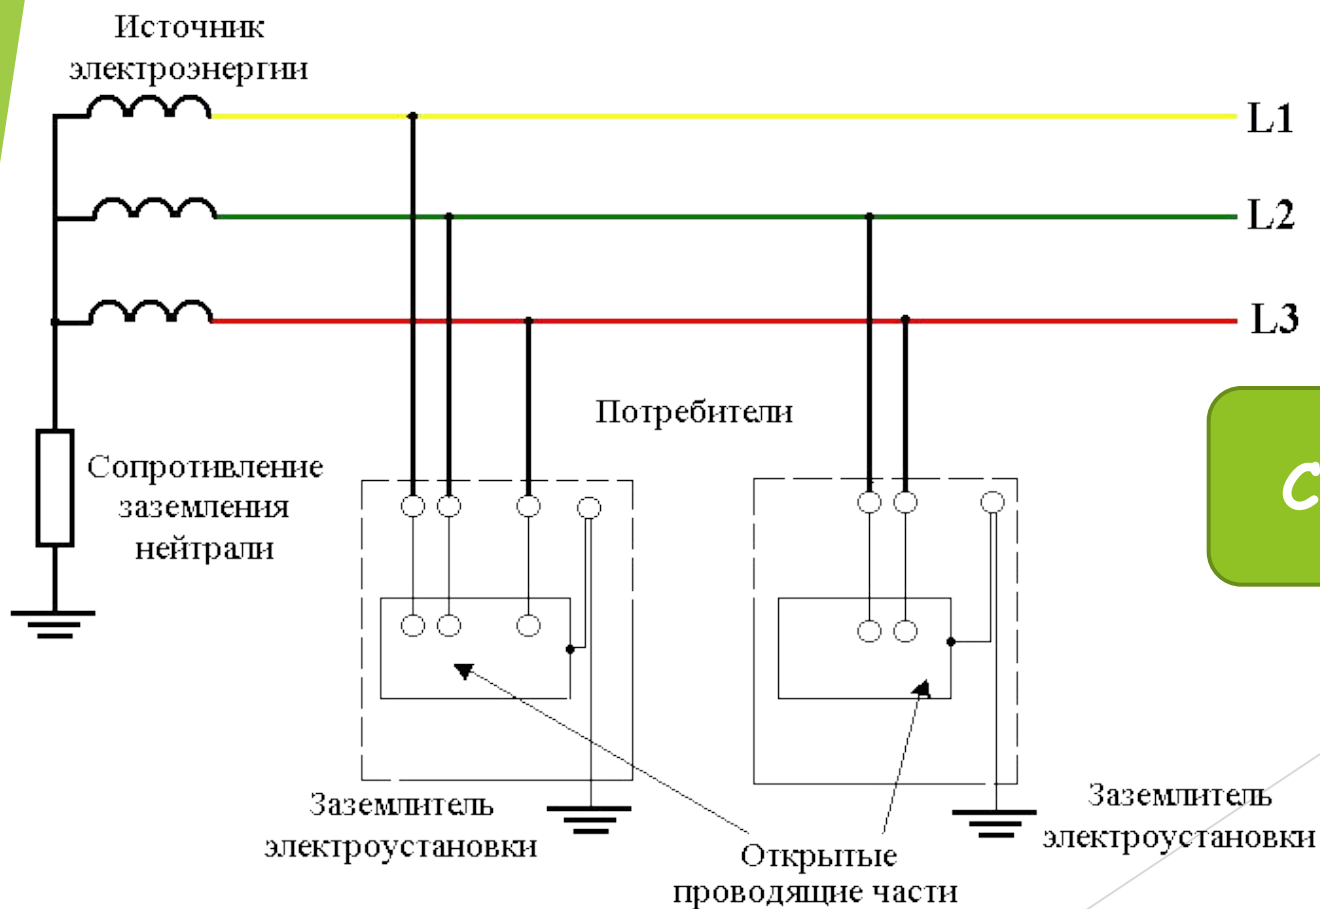 Источник
электроэнергии
L1
L2
L3
Потребители
Сопротивление
заземления
нейтрали
С
Заземлитель
электроустановки
Открытые
проводящие части
Заземлитель
электроустановки